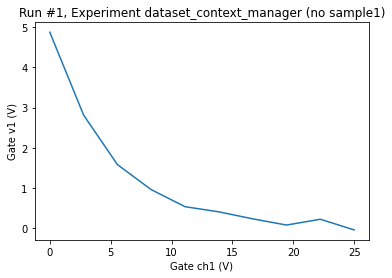 Run #1, Experiment dataset_context_manager (no sample1)
5
4
3
2
1
0
Gate v1 (V)
0 5 10 15 20 25
Gate ch1 (V)